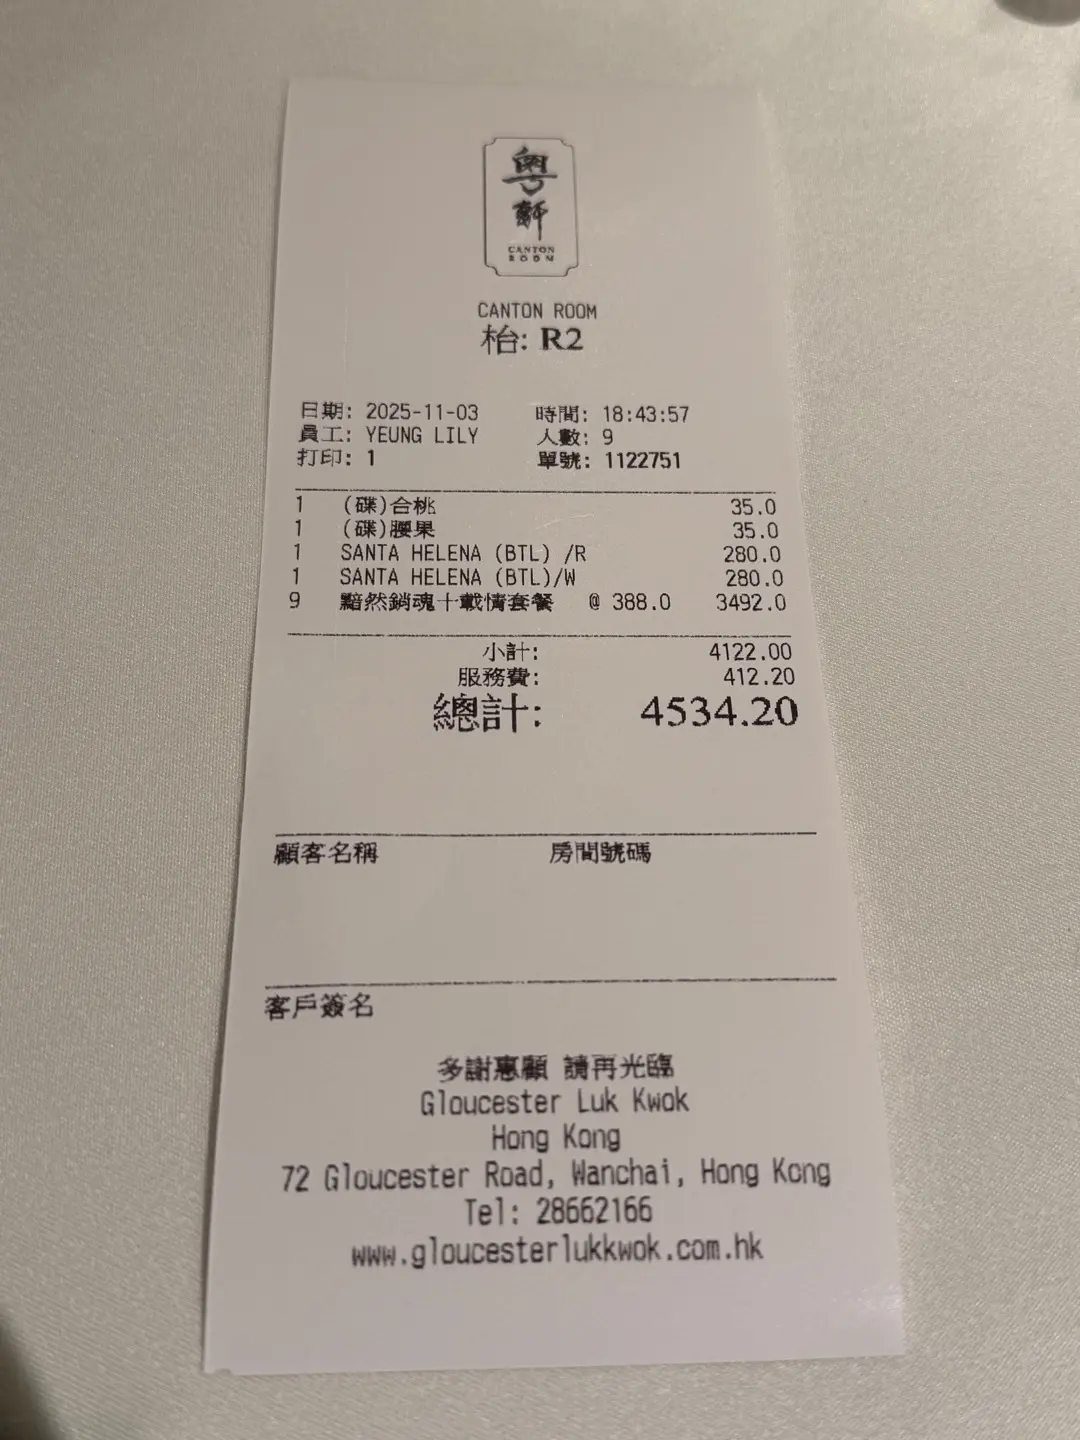 粵
軒
CANTON
ROOM
CANTON ROOM
枱: R2
日期: 2025-11-03 時間: 18:43:57
員工: YEUNG LILY 人數: 9
打印: 1 單號: 1122751
1 (碟)合桃 35.0
1 (碟)腰果 35.0
1 SANTA HELENA (BTL) /R 280.0
1 SANTA HELENA (BTL)/W 280.0
9 黯然銷魂十載情套餐 @ 388.0 3492.0
小計: 4122.00
服務費: 412.20
總計: 4534.20
顧客名稱 房間號碼
客戶簽名
多謝惠顧 請再光臨
Gloucester Luk Kwok
Hong Kong
72 Gloucester Road, Wanchai, Hong Kong
Tel: 28662166
www.gloucesterlukkwok.com.hk